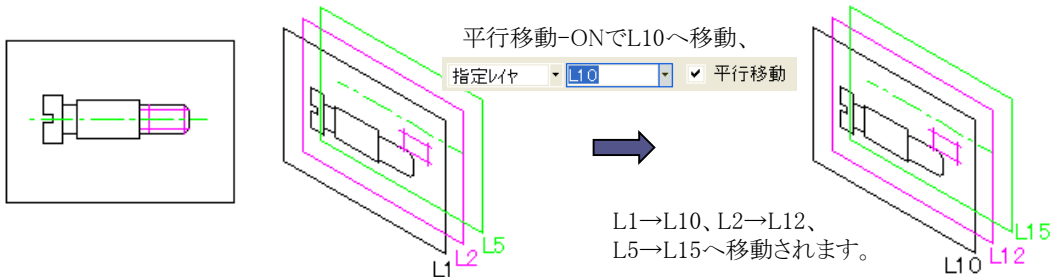 平行移動-ONでL10へ移動、
指定レイヤ L10 平行移動
L5
L2
L1
L1→L10、L2→L12、
L5→L15へ移動されます。
L15
L12
L10